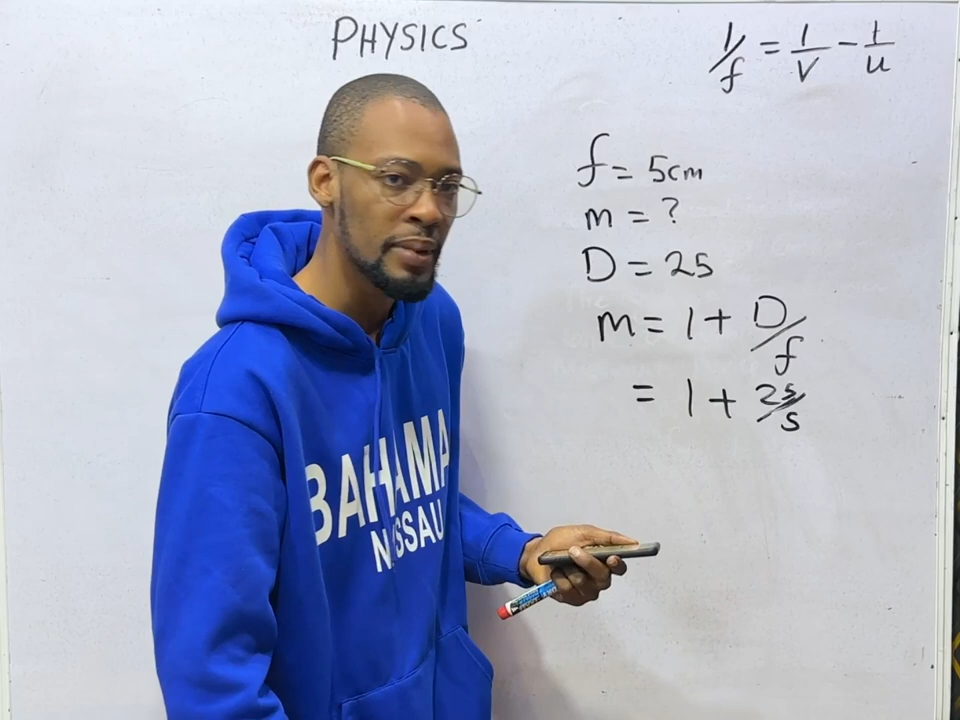 PHYSICS
1/f = 1/v - 1/u
f = 5cm
m = ?
D = 25
m = 1 + D/f
= 1 + 25/5
BAHAMA
NASSAU